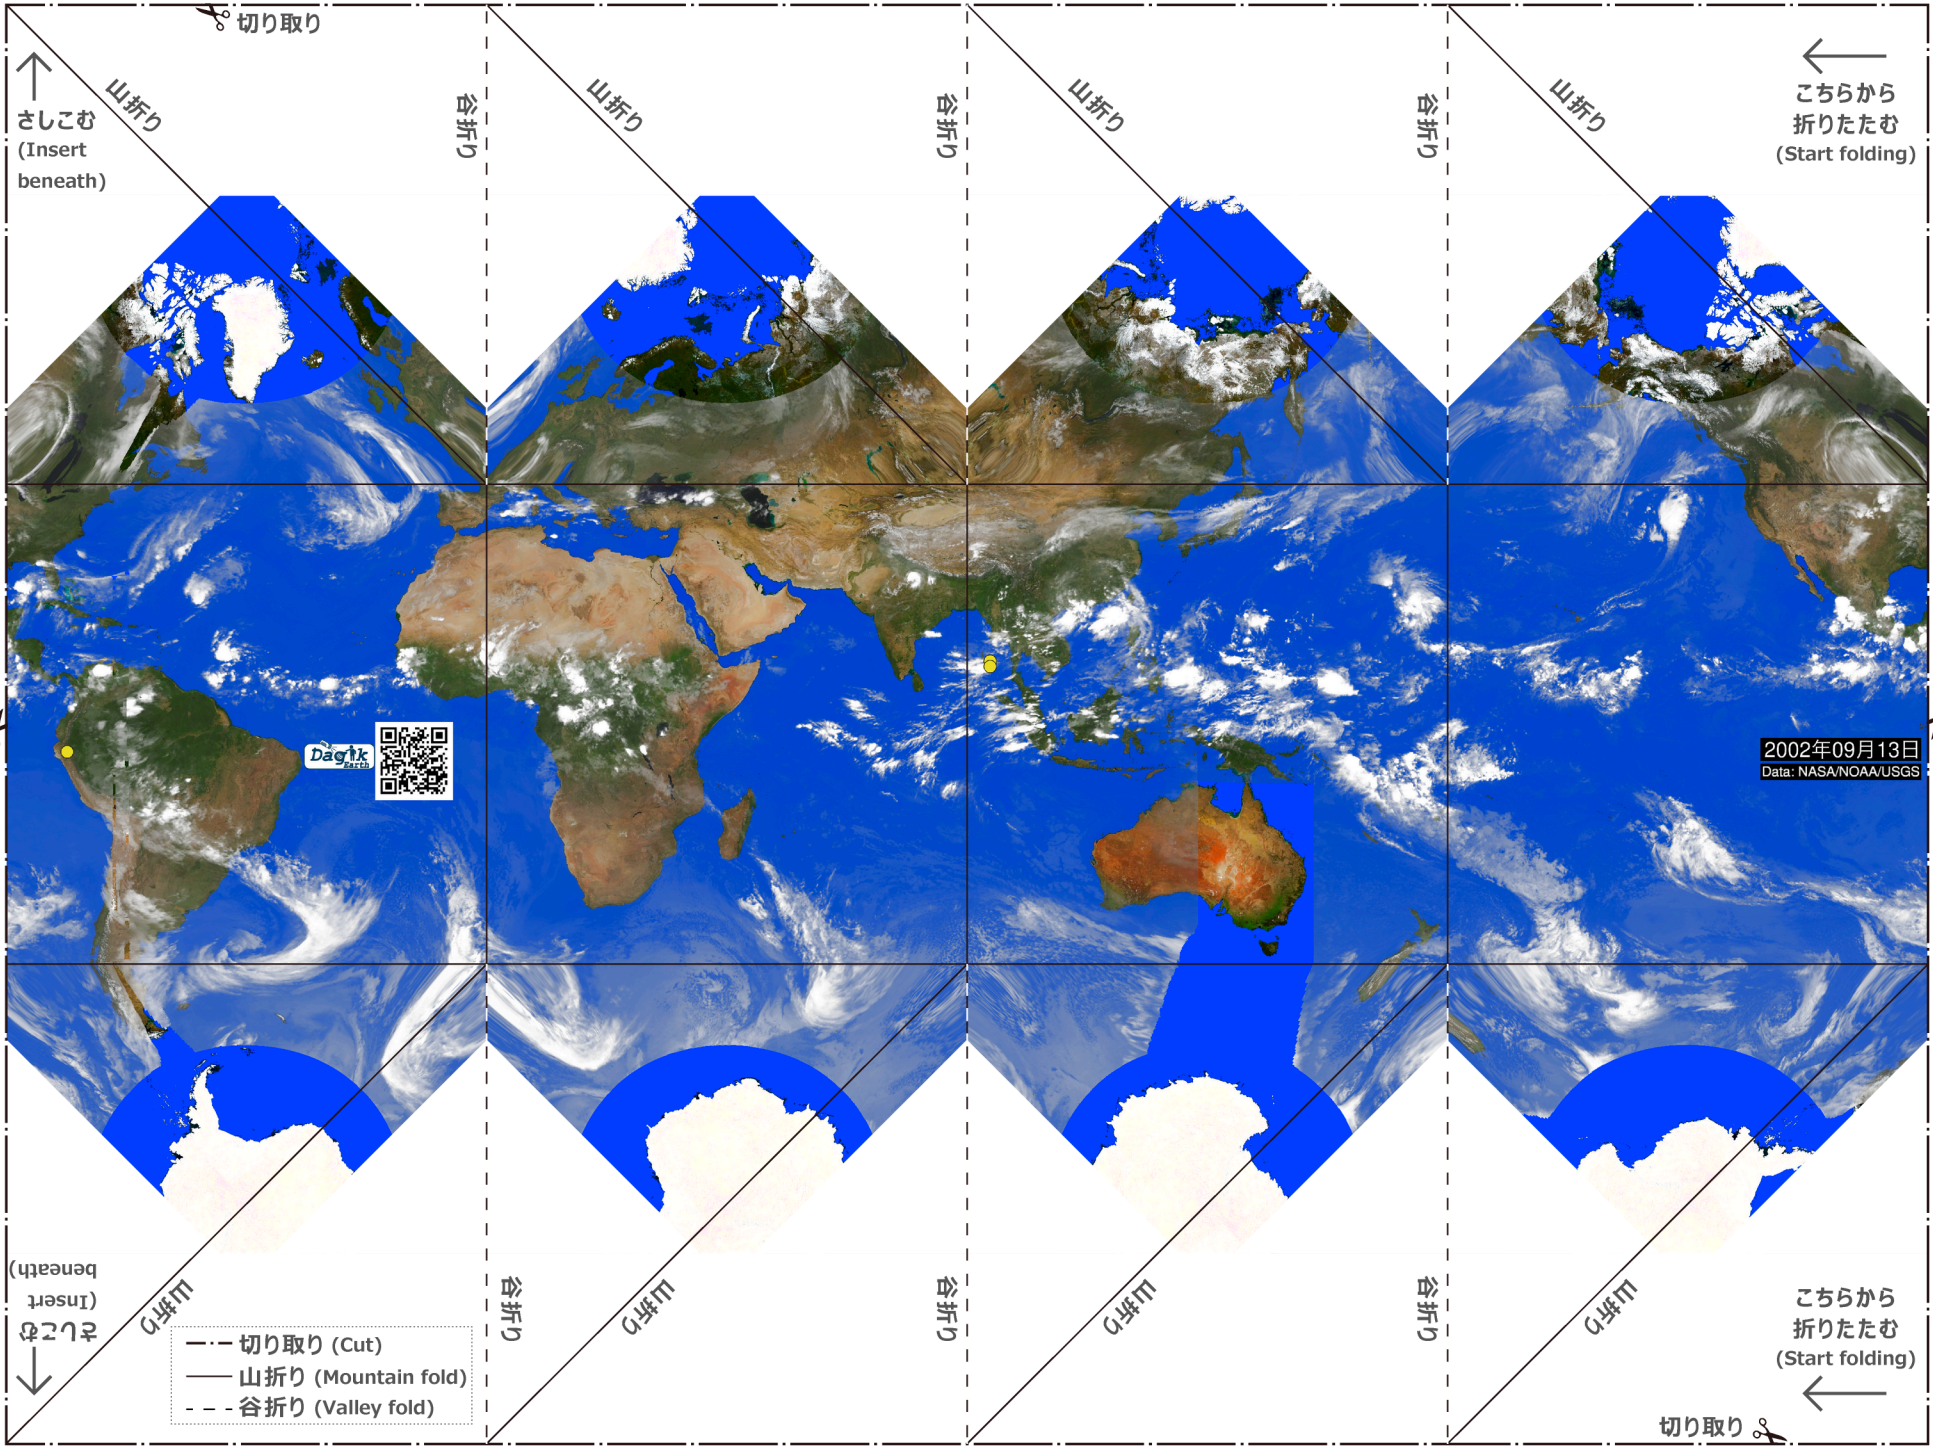 切り取り
山折り
谷折り
山折り
谷折り
山折り
谷折り
山折り
さしこむ
(Insert
beneath)
こちらから
折りたたむ
(Start folding)
Dagik
Earth
2002年09月13日
Data: NASA/NOAA/USGS
さしこむ
(Insert
beneath)
山折り
谷折り
山折り
谷折り
山折り
谷折り
山折り
こちらから
折りたたむ
(Start folding)
切り取り (Cut)
山折り (Mountain fold)
谷折り (Valley fold)
切り取り